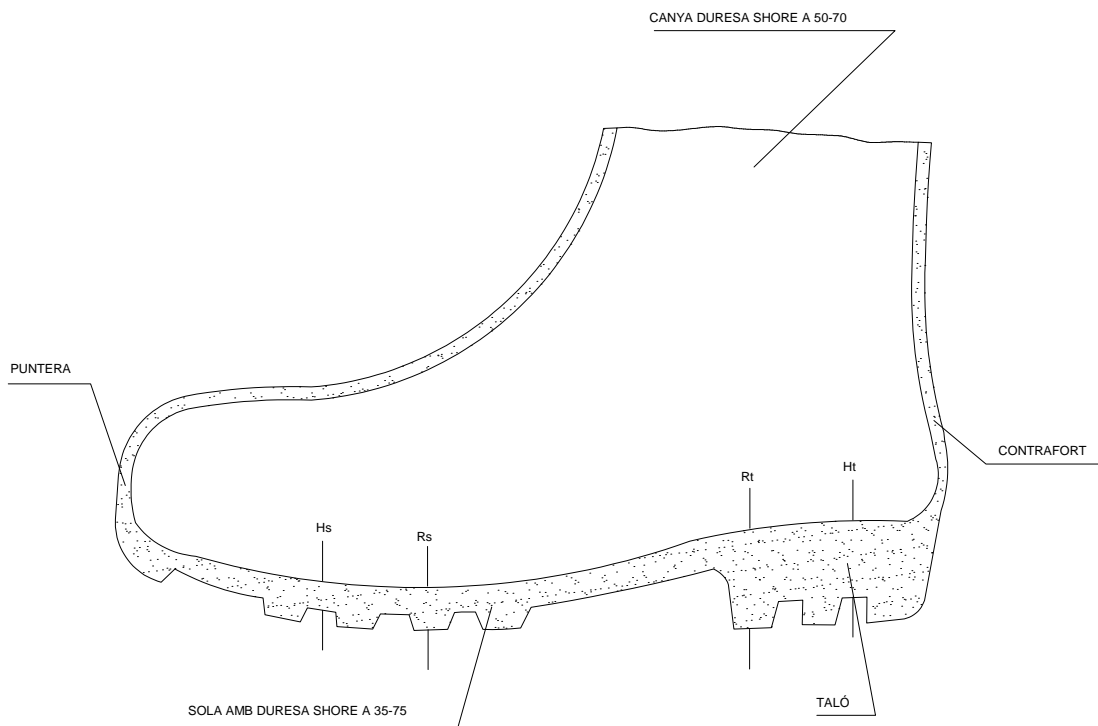 CANYA DURESA SHORE A 50-70
PUNTERA
CONTRAFORT
Rt
Ht
Hs
Rs
SOLA AMB DURESA SHORE A 35-75
TALÓ